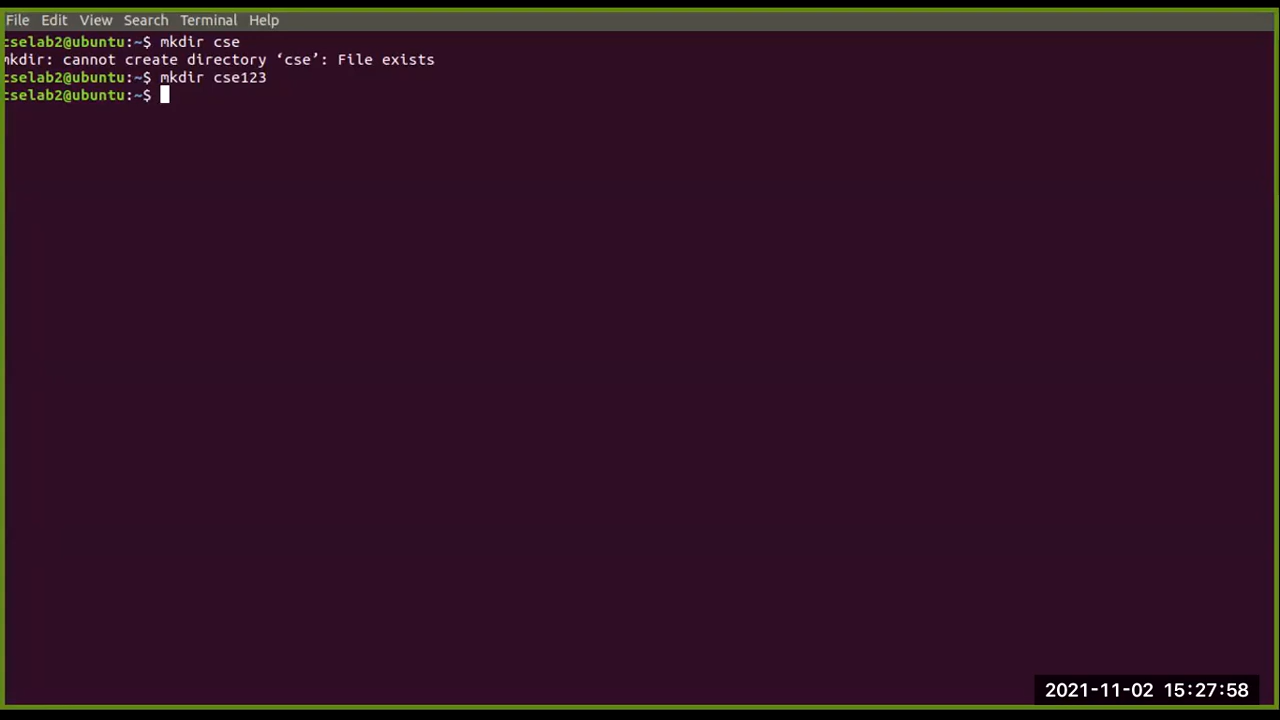 File Edit View Search Terminal Help
cselab2@ubuntu:~$ mkdir cse
mkdir: cannot create directory ‘cse’: File exists
cselab2@ubuntu:~$ mkdir cse123
cselab2@ubuntu:~$
2021-11-02 15:27:58